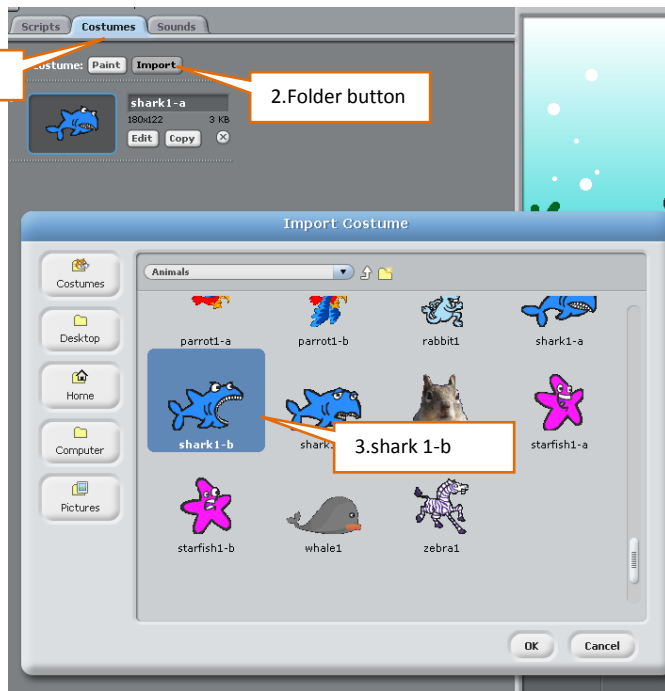 Scripts Costumes Sounds
Costume: Paint Import
2.Folder button
shark1-a
180x122 3 KB
Edit Copy
Import Costume
Costumes
Desktop
Home
Computer
Pictures
Animals
parrot1-a parrot1-b rabbit1 shark1-a
shark1-b shark 3.shark 1-b starfish1-a
starfish1-b whale1 zebra1
OK Cancel